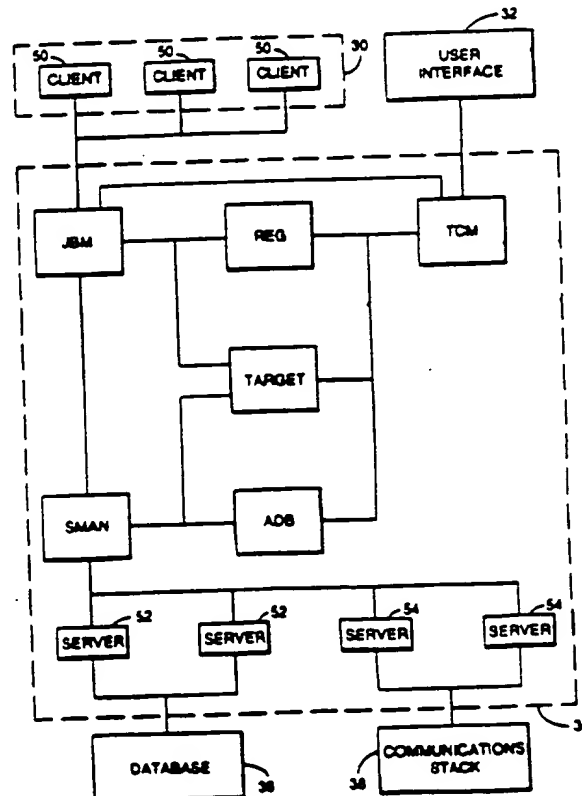 50 50 50 30 32
CLIENT CLIENT CLIENT
USER
INTERFACE
JBM REG TCM
TARGET
SMAN ADB
52 52 54 54
SERVER SERVER SERVER SERVER
DATABASE 36
COMMUNICATIONS
STACK